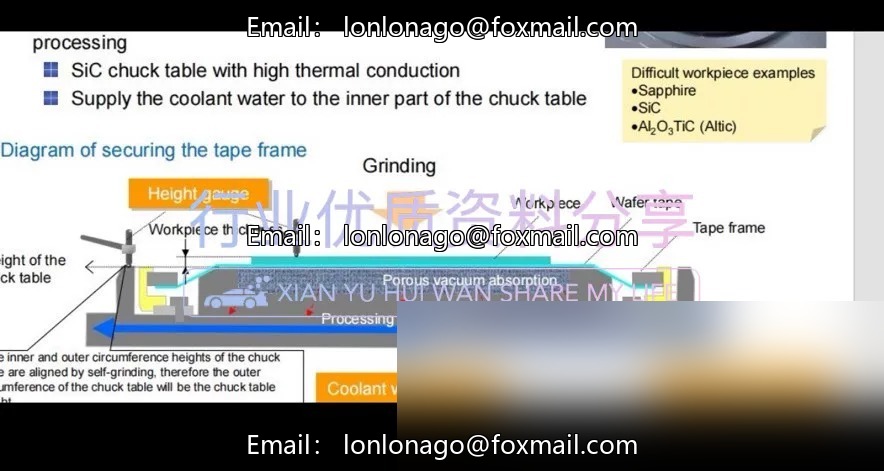 Email： lonlonago@foxmail.com
processing
SiC chuck table with high thermal conduction
Supply the coolant water to the inner part of the chuck table
Difficult workpiece examples
•Sapphire
•SiC
•Al2O3TiC (Altic)
Diagram of securing the tape frame
Grinding
Height gauge
行业优质资料分享
Workpiece
Wafer tape
Workpiece thickness
Tape frame
Email： lonlonago@foxmail.com
of the
table
Porous vacuum absorption
XIAN YU HUI WAN SHARE MY LIFE
Processing
inner and outer circumference heights of the chuck
are aligned by self-grinding, therefore the outer
of the chuck table will be the chuck table
Coolant
Email： lonlonago@foxmail.com